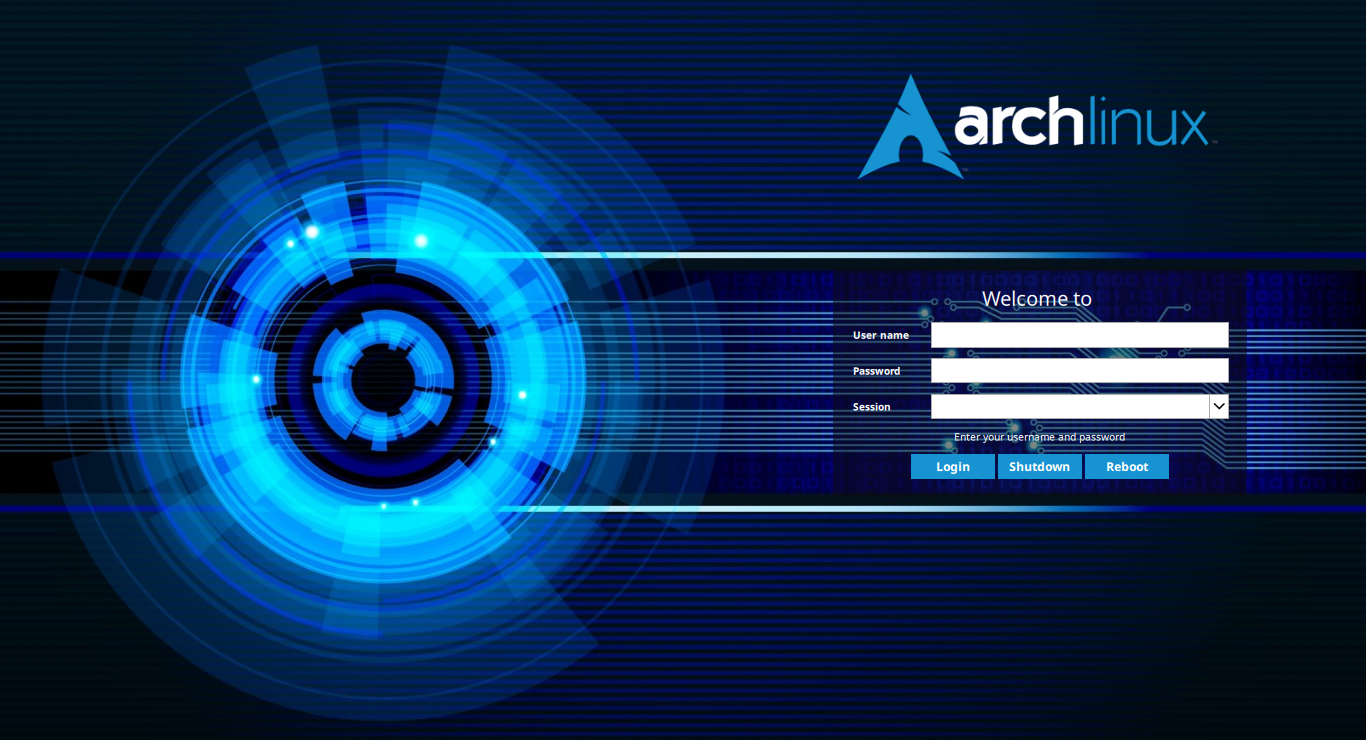 archlinux
Welcome to
User name
Password
Session
Enter your username and password
Login Shutdown Reboot